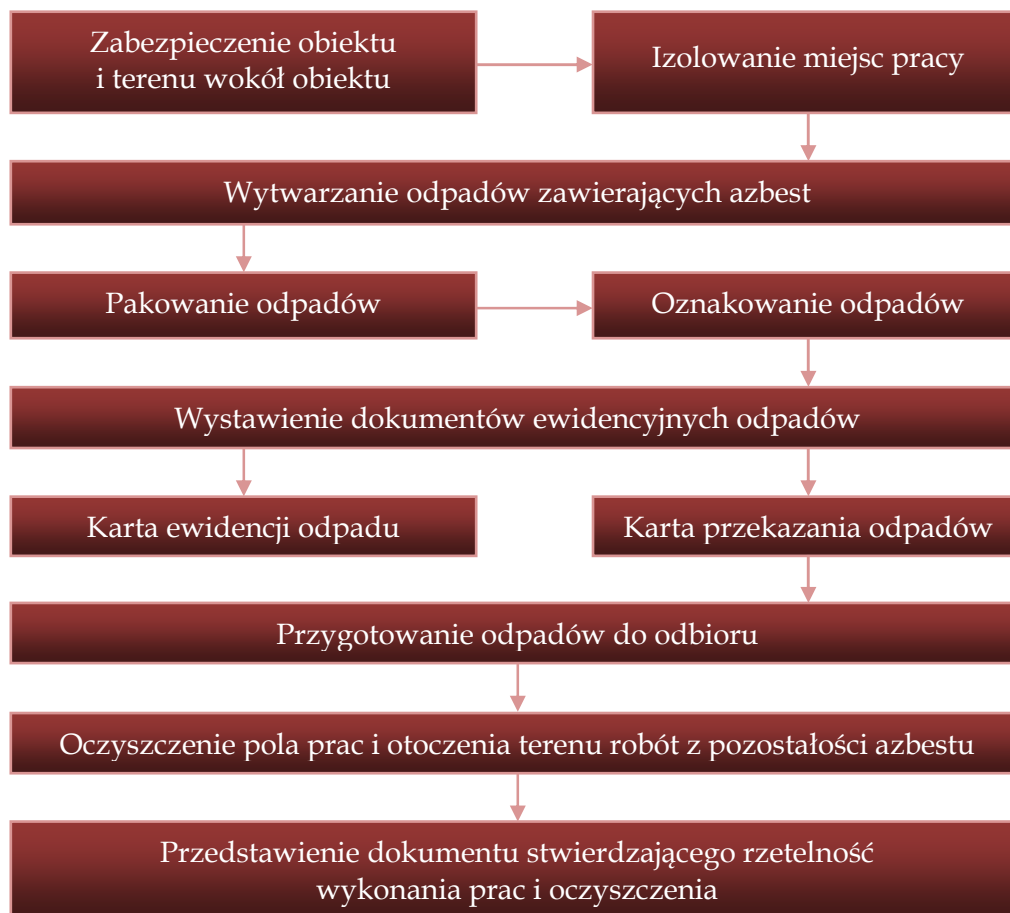 Zabezpieczenie obiektu
i terenu wokół obiektu
Izolowanie miejsc pracy
Wytwarzanie odpadów zawierających azbest
Pakowanie odpadów
Oznakowanie odpadów
Wystawienie dokumentów ewidencyjnych odpadów
Karta ewidencji odpadu
Karta przekazania odpadów
Przygotowanie odpadów do odbioru
Oczyszczenie pola prac i otoczenia terenu robót z pozostałości azbestu
Przedstawienie dokumentu stwierdzającego rzetelność
wykonania prac i oczyszczenia